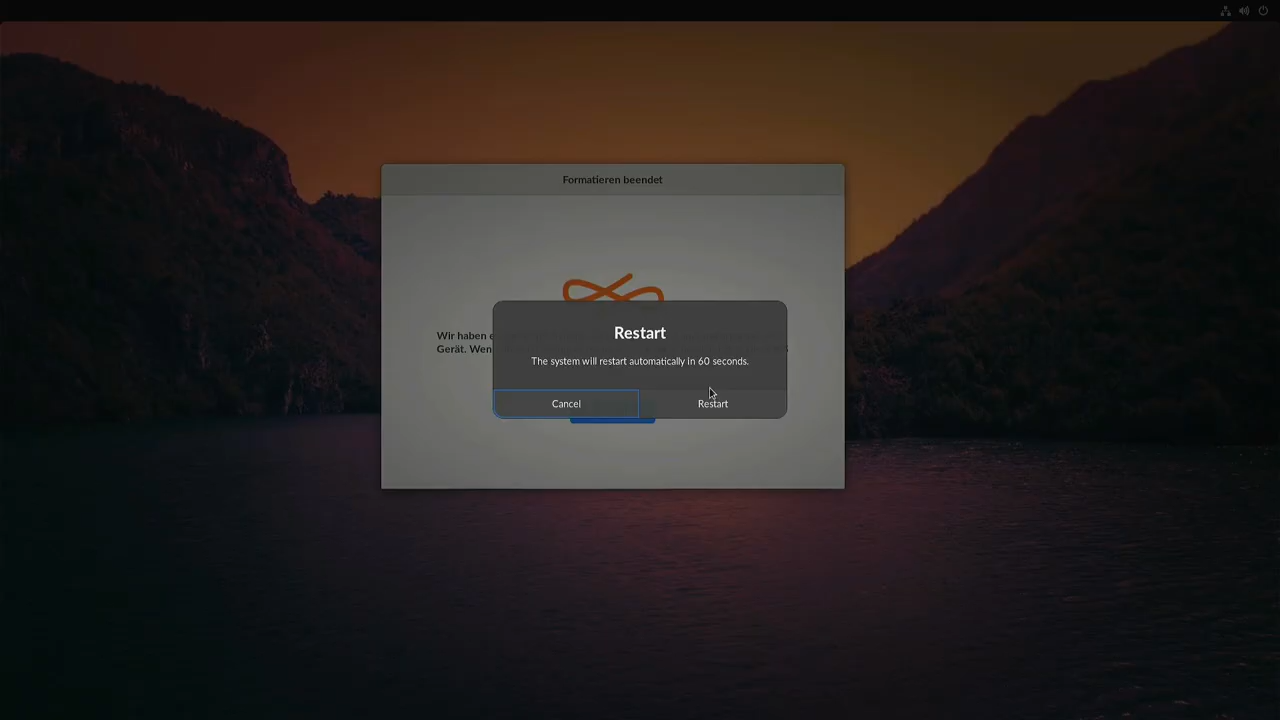 Formatieren beendet
Wir haben
Gerät. Wen
Restart
The system will restart automatically in 60 seconds.
Cancel
Restart